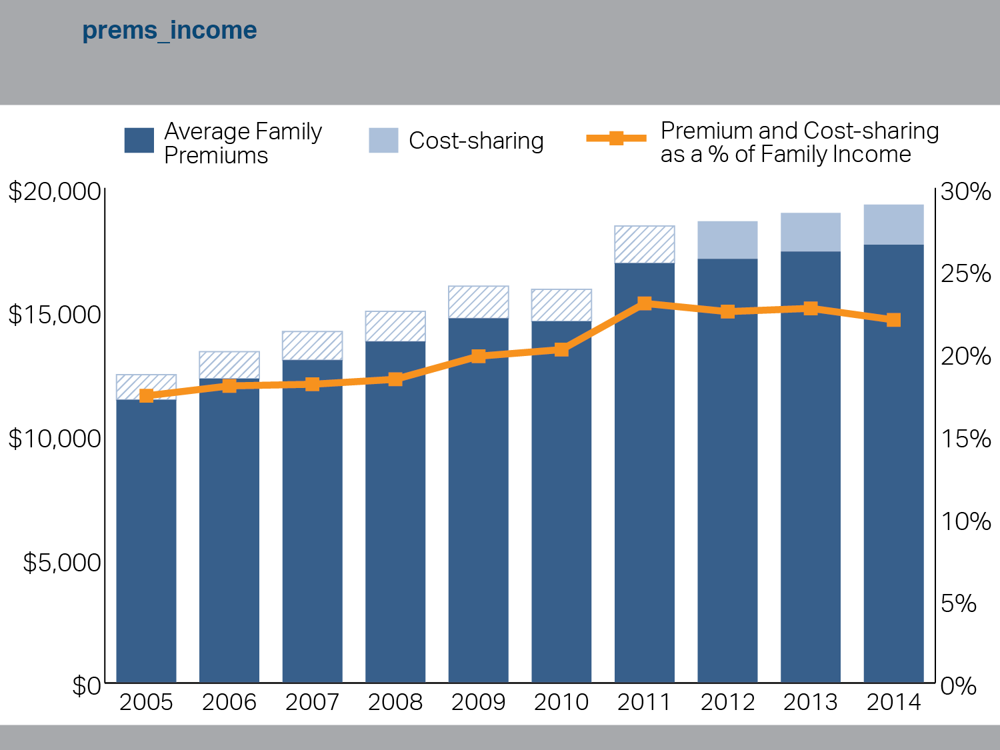 prems_income
Average Family
Premiums
Cost-sharing
Premium and Cost-sharing
as a % of Family Income
$20,000
$15,000
$10,000
$5,000
$0
30%
25%
20%
15%
10%
5%
0%
2005 2006 2007 2008 2009 2010 2011 2012 2013 2014